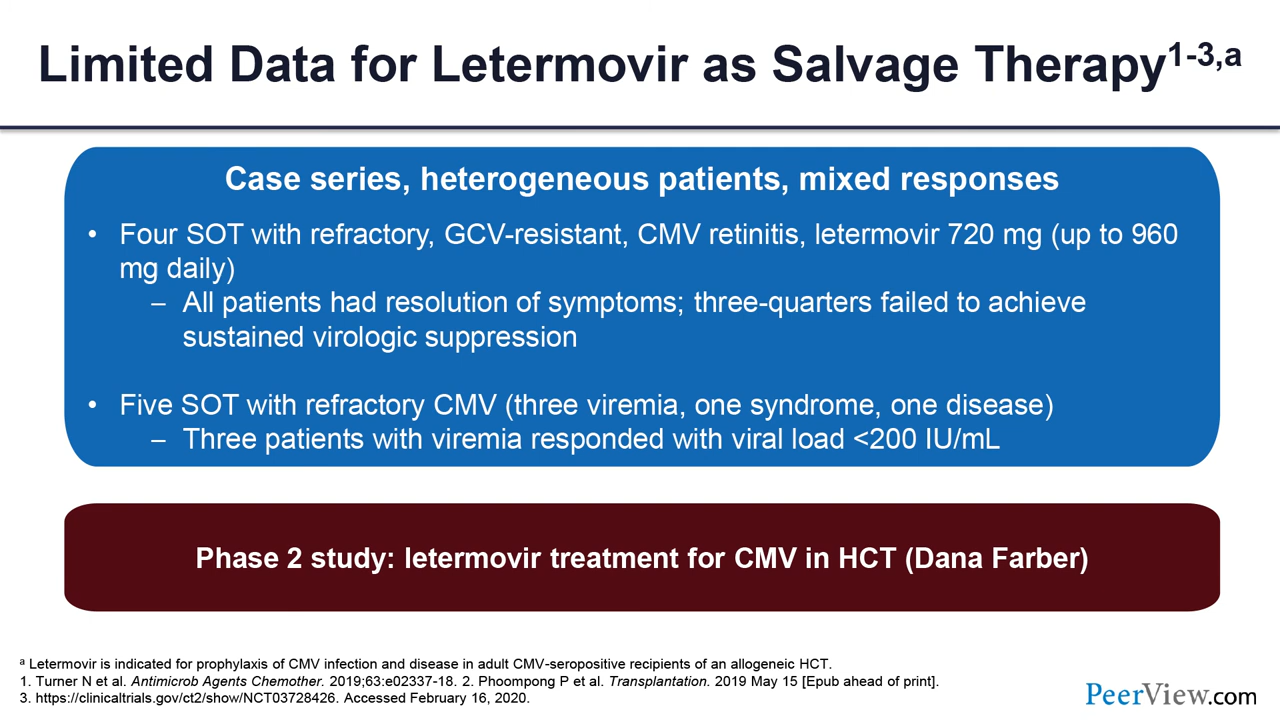 Limited Data for Letermovir as Salvage Therapy1-3,a
Case series, heterogeneous patients, mixed responses
• Four SOT with refractory, GCV-resistant, CMV retinitis, letermovir 720 mg (up to 960
mg daily)
– All patients had resolution of symptoms; three-quarters failed to achieve
sustained virologic suppression
• Five SOT with refractory CMV (three viremia, one syndrome, one disease)
– Three patients with viremia responded with viral load <200 IU/mL
Phase 2 study: letermovir treatment for CMV in HCT (Dana Farber)
a Letermovir is indicated for prophylaxis of CMV infection and disease in adult CMV-seropositive recipients of an allogeneic HCT.
1. Turner N et al. Antimicrob Agents Chemother. 2019;63:e02337-18. 2. Phoompong P et al. Transplantation. 2019 May 15 [Epub ahead of print].
3. https://clinicaltrials.gov/ct2/show/NCT03728426. Accessed February 16, 2020.
PeerView.com